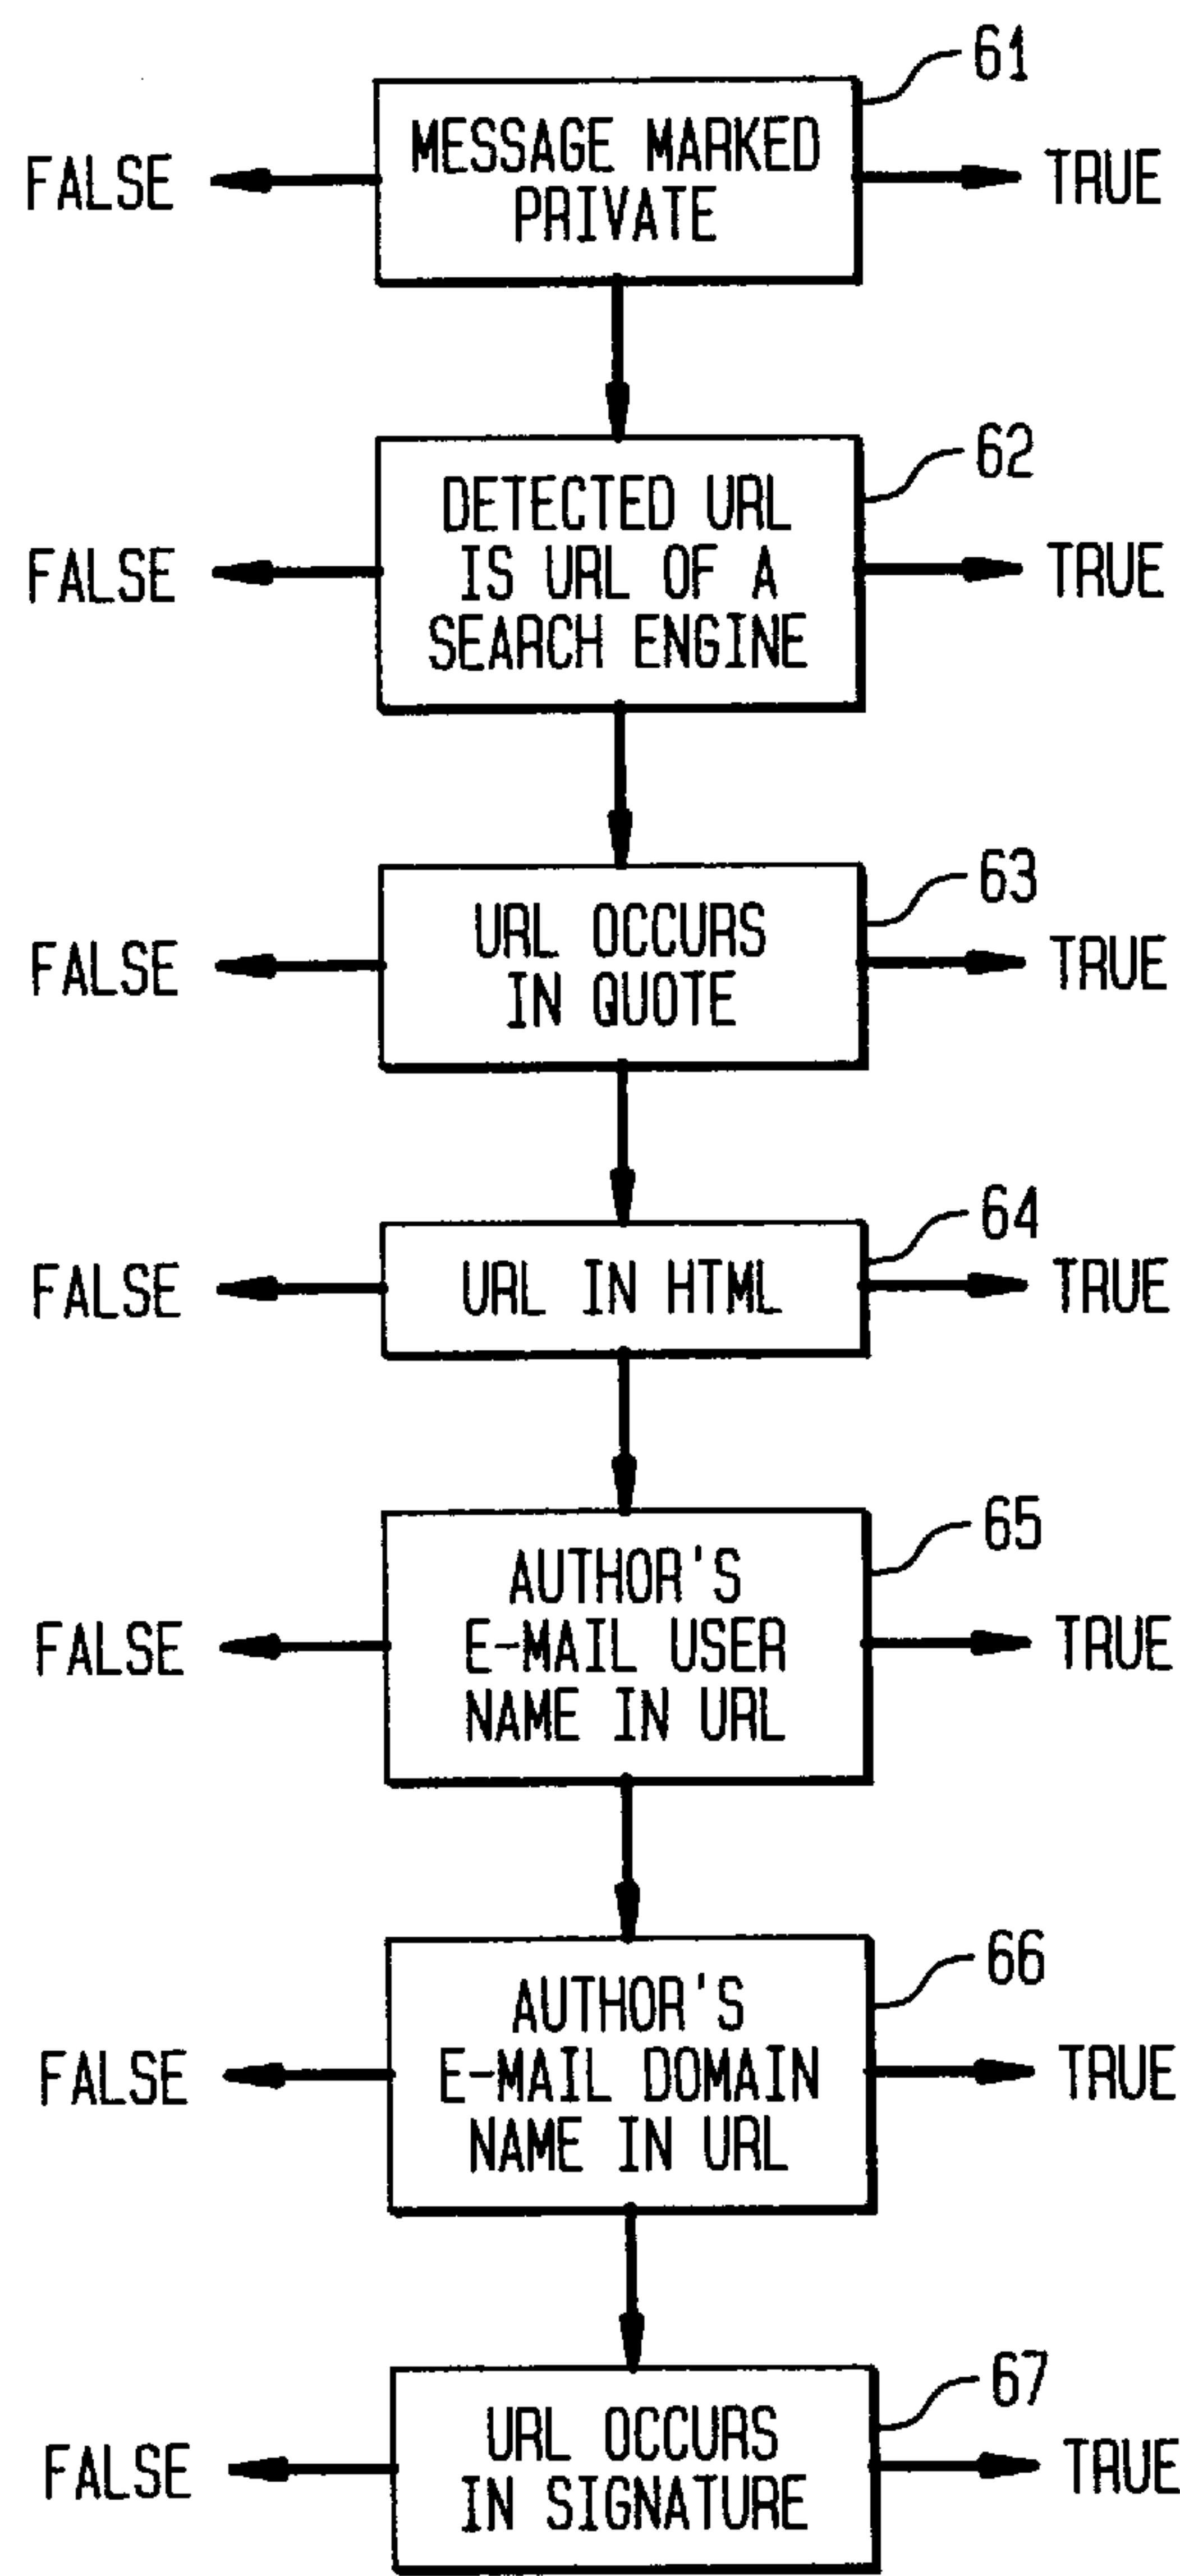 61
MESSAGE MARKED
PRIVATE
FALSE
TRUE
62
DETECTED URL
IS URL OF A
SEARCH ENGINE
FALSE
TRUE
63
URL OCCURS
IN QUOTE
FALSE
TRUE
64
URL IN HTML
FALSE
TRUE
65
AUTHOR'S
E-MAIL USER
NAME IN URL
FALSE
TRUE
66
AUTHOR'S
E-MAIL DOMAIN
NAME IN URL
FALSE
TRUE
67
URL OCCURS
IN SIGNATURE
FALSE
TRUE